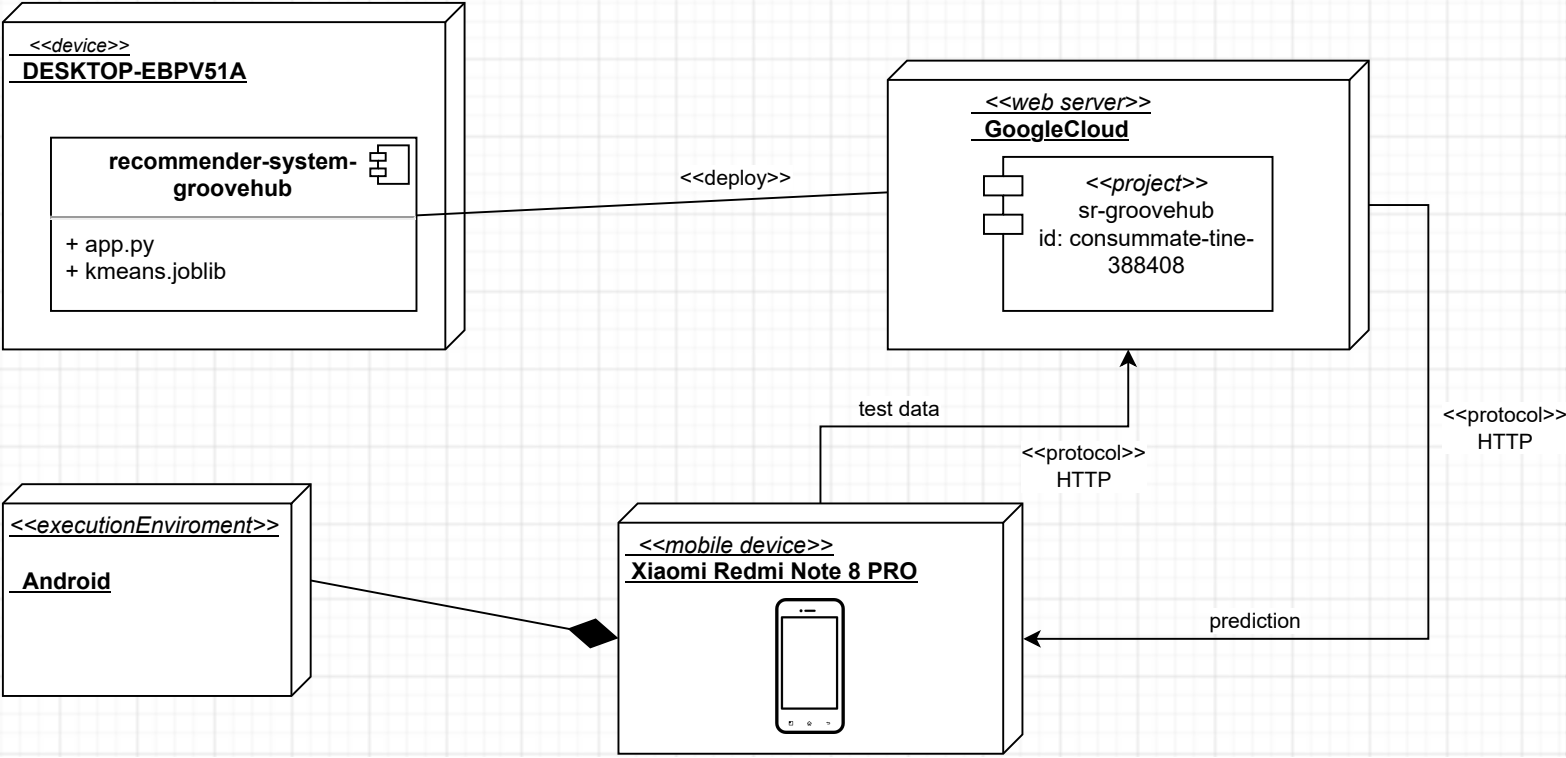 <<device>>
DESKTOP-EBPV51A
recommender-system-
groovehub
+ app.py
+ kmeans.joblib
<<deploy>>
<<web server>>
GoogleCloud
<<project>>
sr-groovehub
id: consummate-tine-
388408
test data
<<protocol>>
HTTP
<<protocol>>
HTTP
<<executionEnviroment>>
Android
<<mobile device>>
Xiaomi Redmi Note 8 PRO
prediction